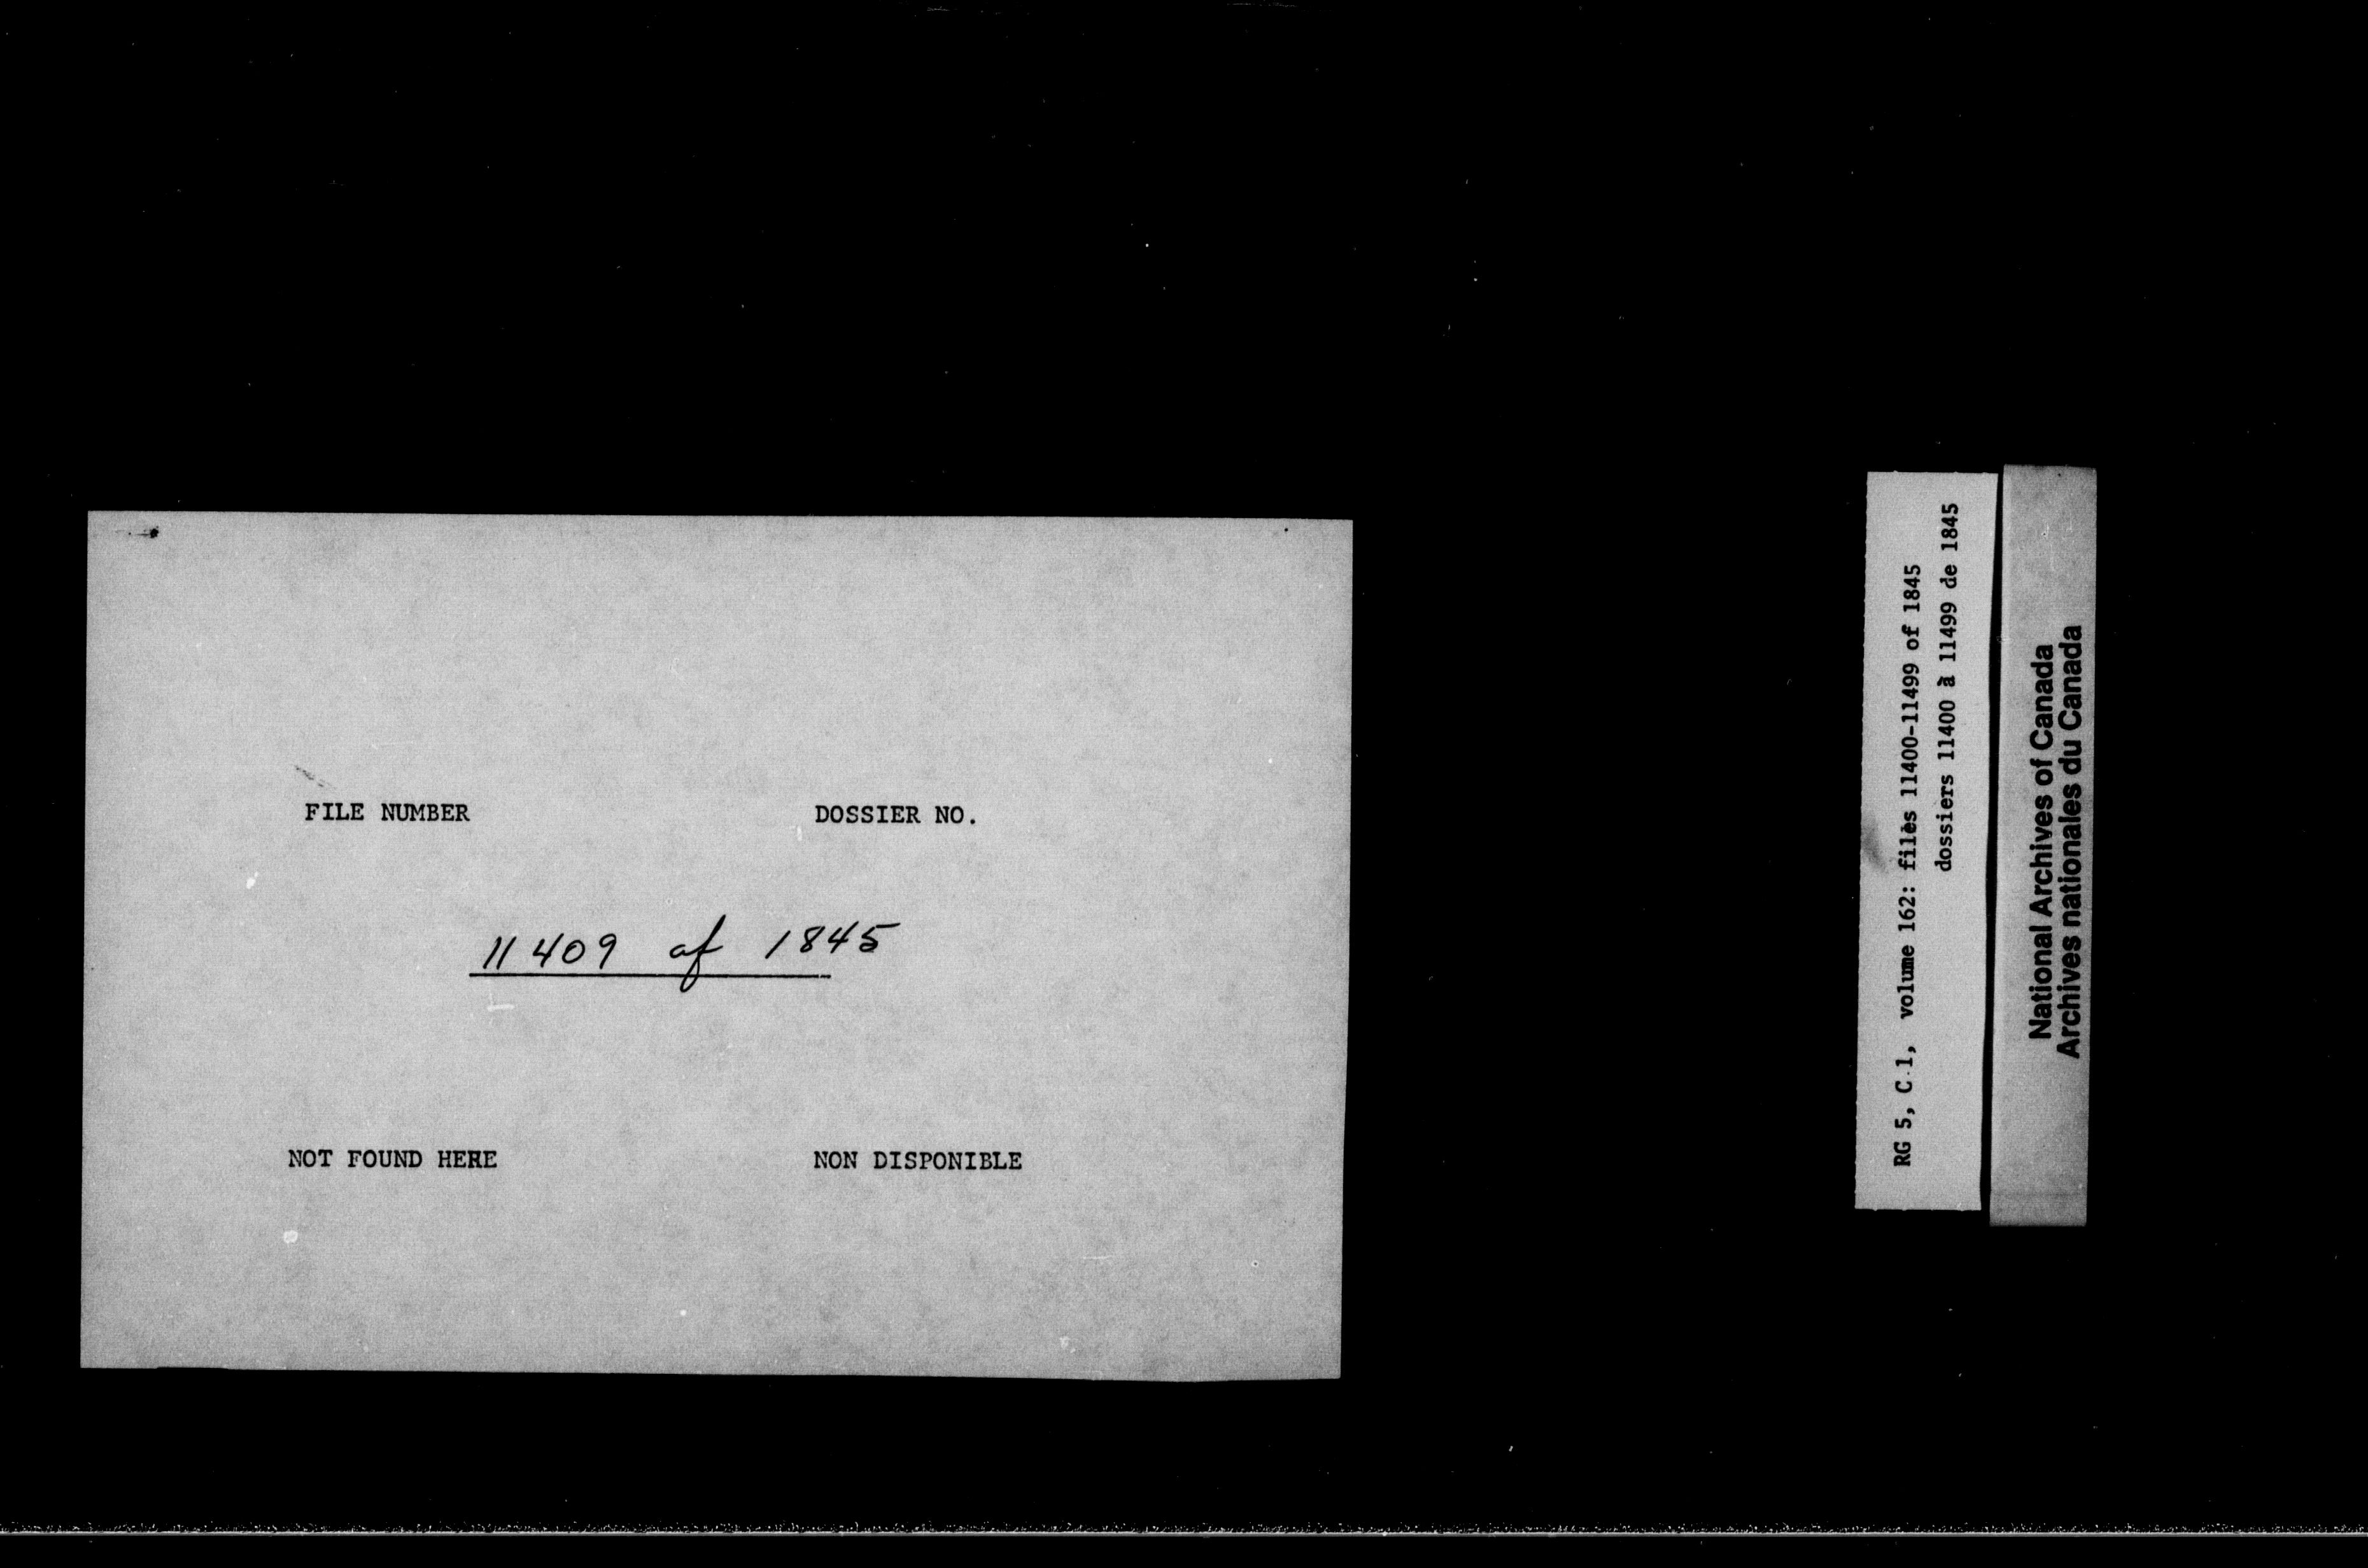 FILE NUMBER DOSSIER NO.
11409 of 1845
NOT FOUND HERE NON DISPONIBLE
RG 5, C 1, volume 162: files 11400-11499 of 1845
dossiers 11400 à 11499 de 1845
National Archives of Canada
Archives nationales du Canada